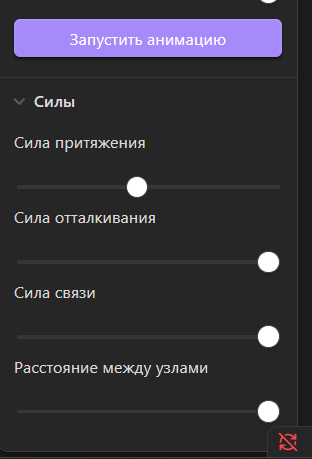 Запустить анимацию
Силы
Сила притяжения
Сила отталкивания
Сила связи
Расстояние между узлами